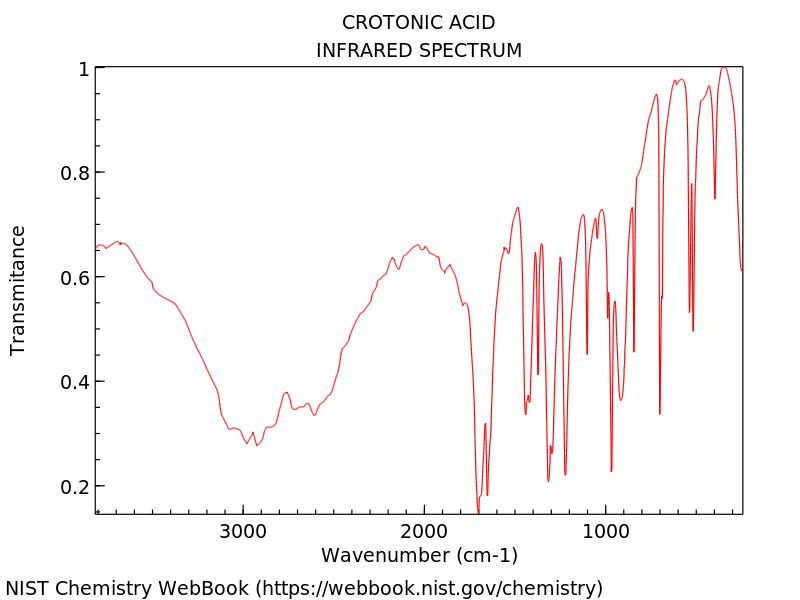 CROTONIC ACID
INFRARED SPECTRUM
1
0.8
0.6
0.4
0.2
Transmitance
3000
2000
1000
Wavenumber (cm-1)
NIST Chemistry WebBook (https://webbook.nist.gov/chemistry)